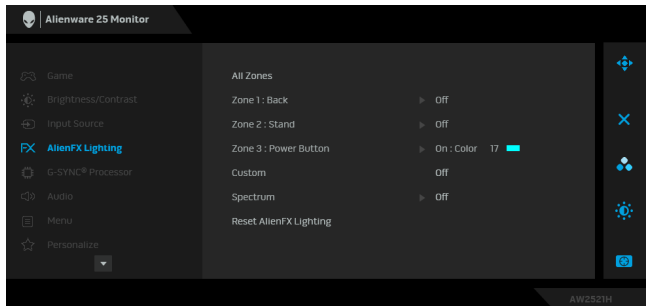 Alienware 25 Monitor
Game
Brightness/Contrast
Input Source
FX AlienFX Lighting
G-SYNC® Processor
Audio
Menu
Personalize
All Zones
Zone 1 : Back Off
Zone 2 : Stand Off
Zone 3 : Power Button On : Color 17
Custom Off
Spectrum Off
Reset AlienFX Lighting
AW2521H